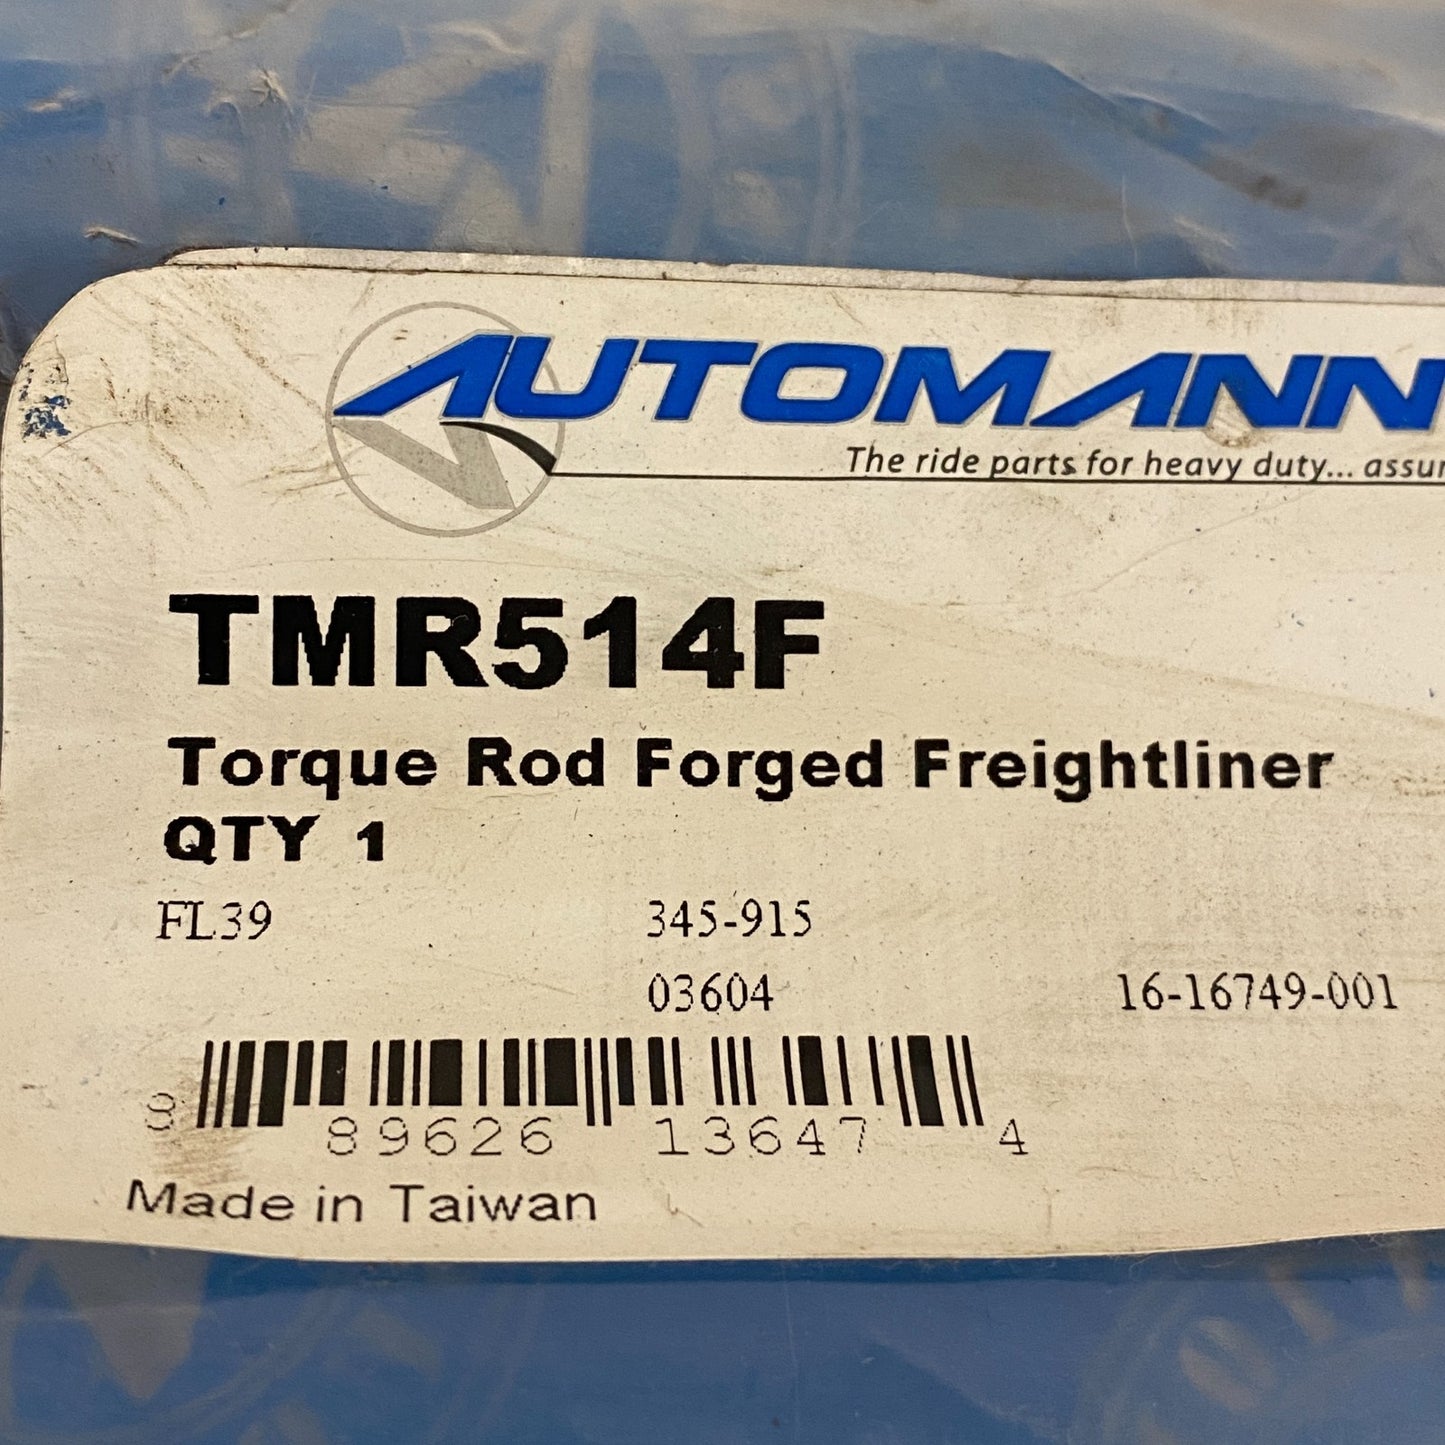 AUTOMANN
The ride parts for heavy duty...
TMR514F
Torque Rod Forged Freightliner
QTY 1
FL39 345-915
03604 16-16749-001
8 89626 13647 4
Made in Taiwan